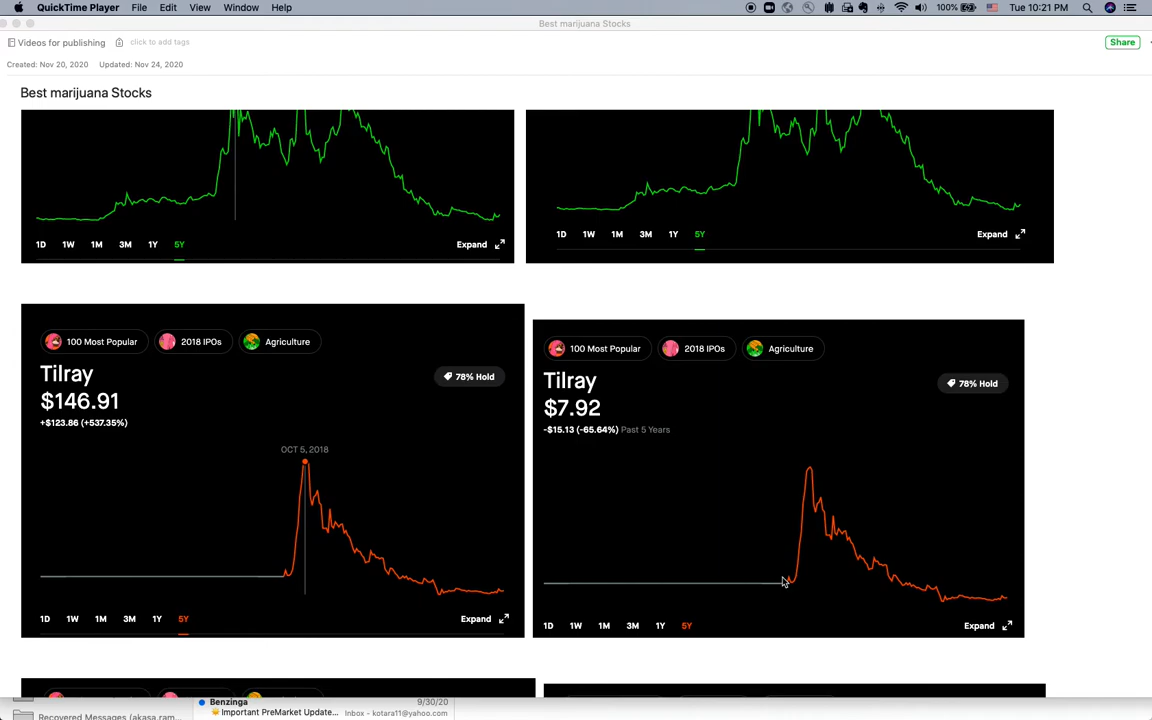 QuickTime Player File Edit View Window Help 100% Tue 10:21 PM
Best marijuana Stocks
Videos for publishing click to add tags Share
Created: Nov 20, 2020 Updated: Nov 24, 2020
Best marijuana Stocks
1D 1W 1M 3M 1Y 5Y Expand
1D 1W 1M 3M 1Y 5Y Expand
100 Most Popular 2018 IPOs Agriculture
Tilray
78% Hold
$146.91
+$123.86 (+537.35%)
OCT 5, 2018
1D 1W 1M 3M 1Y 5Y Expand
100 Most Popular 2018 IPOs Agriculture
Tilray
78% Hold
$7.92
-$15.13 (-65.64%) Past 5 Years
1D 1W 1M 3M 1Y 5Y Expand
Benzinga 9/30/20
Important PreMarket Update... Inbox - kotara11@yahoo.com
Recovered Messages (akasa.ram...